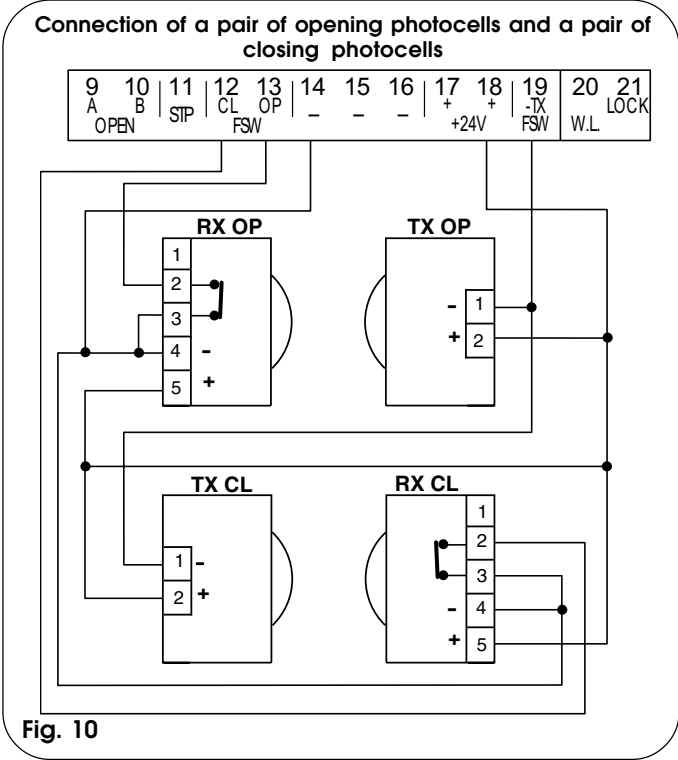 Connection of a pair of opening photocells and a pair of
closing photocells
9 10 11 12 13 14 15 16 17 18 19 20 21
A B STP CL OP - - - + + -TX LOCK
OPEN FSW +24V FSW W.L.
RX OP TX OP
1
2
3
4 -
5 +
- 1
+ 2
TX CL RX CL
1 -
2 +
1
2
3
- 4
+ 5
Fig. 10